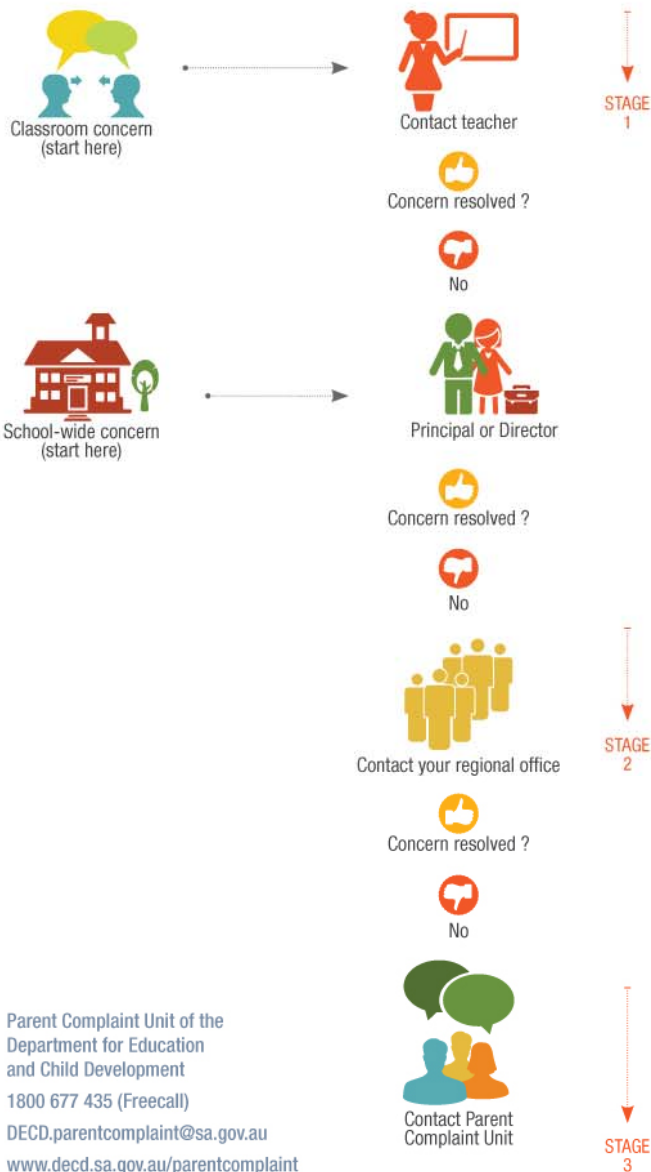 Classroom concern
(start here)
Contact teacher
STAGE
1
Concern resolved ?
No
School-wide concern
(start here)
Principal or Director
Concern resolved ?
No
Contact your regional office
STAGE
2
Concern resolved ?
No
Parent Complaint Unit of the
Department for Education
and Child Development
1800 677 435 (Freecall)
DECD.parentcomplaint@sa.gov.au
www.decd.sa.gov.au/parentcomplaint
Contact Parent
Complaint Unit
STAGE
3